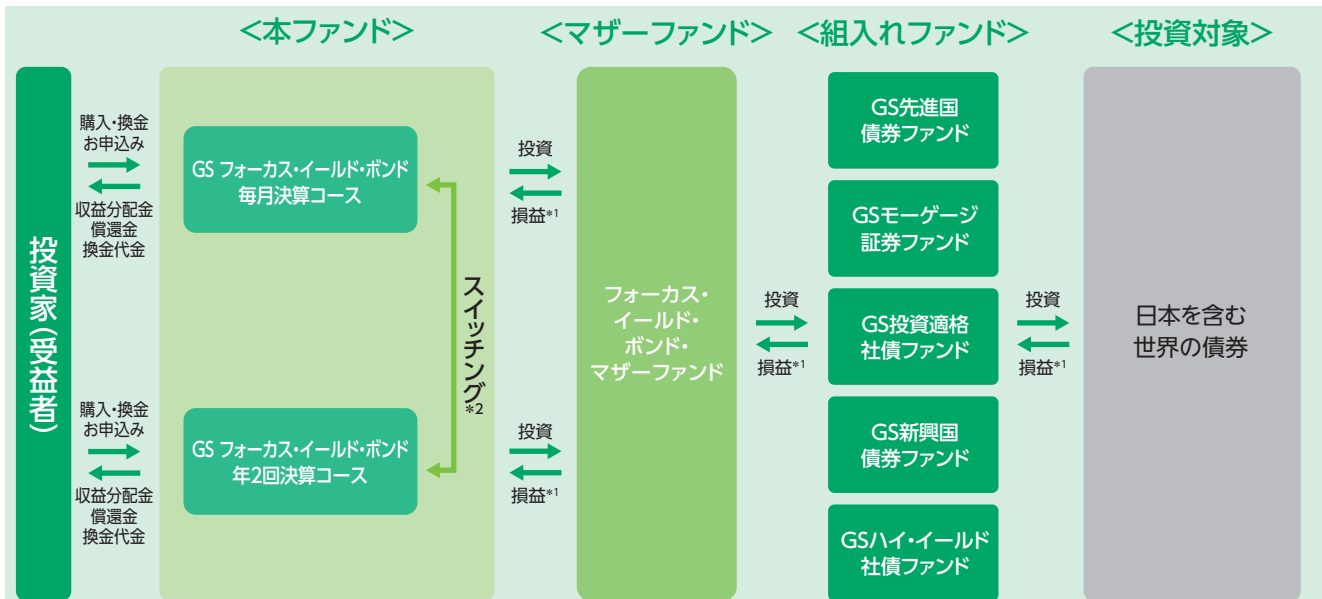 ＜本ファンド＞
＜マザーファンド＞
＜組入れファンド＞
＜投資対象＞
投資家（受益者）
購入・換金
お申込み
収益分配金
償還金
換金代金
購入・換金
お申込み
収益分配金
償還金
換金代金
GS フォーカス・イールド・ボンド
毎月決算コース
スイッチング*2
GS フォーカス・イールド・ボンド
年2回決算コース
投資
損益*1
投資
損益*1
フォーカス・
イールド・
ボンド・
マザーファンド
投資
損益*1
GS先進国
債券ファンド
GSモーゲージ
証券ファンド
GS投資適格
社債ファンド
GS新興国
債券ファンド
GSハイ・イールド
社債ファンド
投資
損益*1
日本を含む
世界の債券